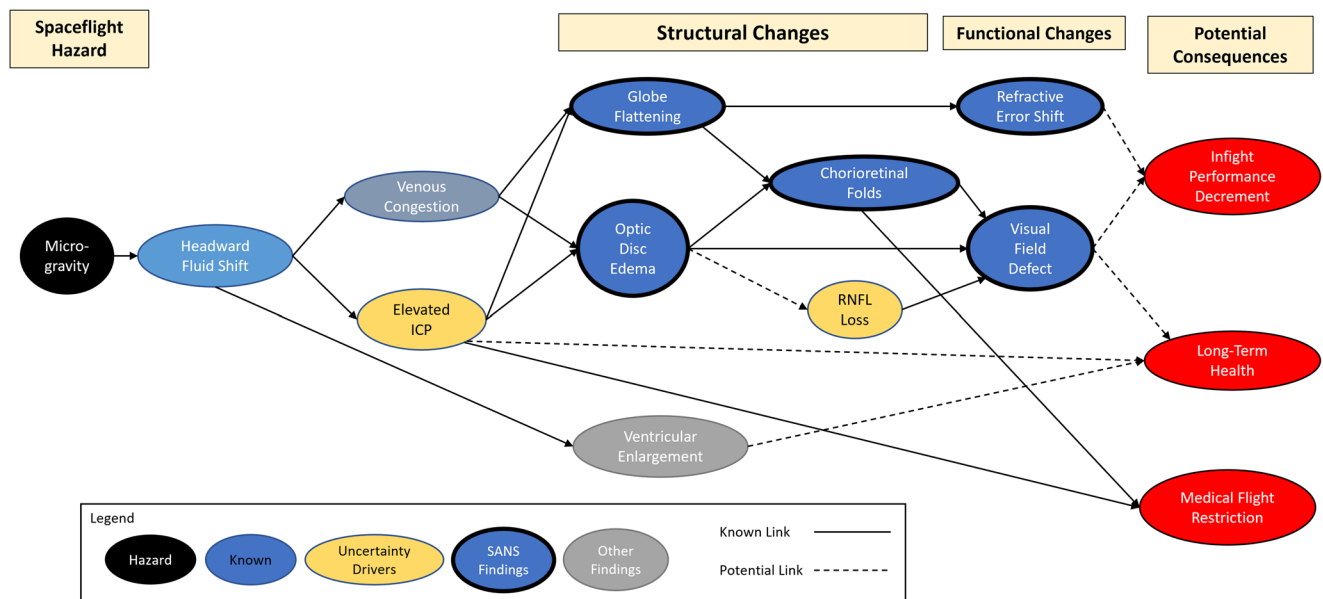 Spaceflight
Hazard
Structural Changes
Functional Changes
Potential
Consequences
Globe
Flattening
Refractive
Error Shift
Infight
Performance
Decrement
Venous
Congestion
Chorioretinal
Folds
Micro-
gravity
Headward
Fluid Shift
Optic
Disc
Edema
Visual
Field
Defect
Elevated
ICP
RNFL
Loss
Long-Term
Health
Ventricular
Enlargement
Medical Flight
Restriction
Legend
Hazard
Known
Uncertainty
Drivers
SANS
Findings
Other
Findings
Known Link
Potential Link